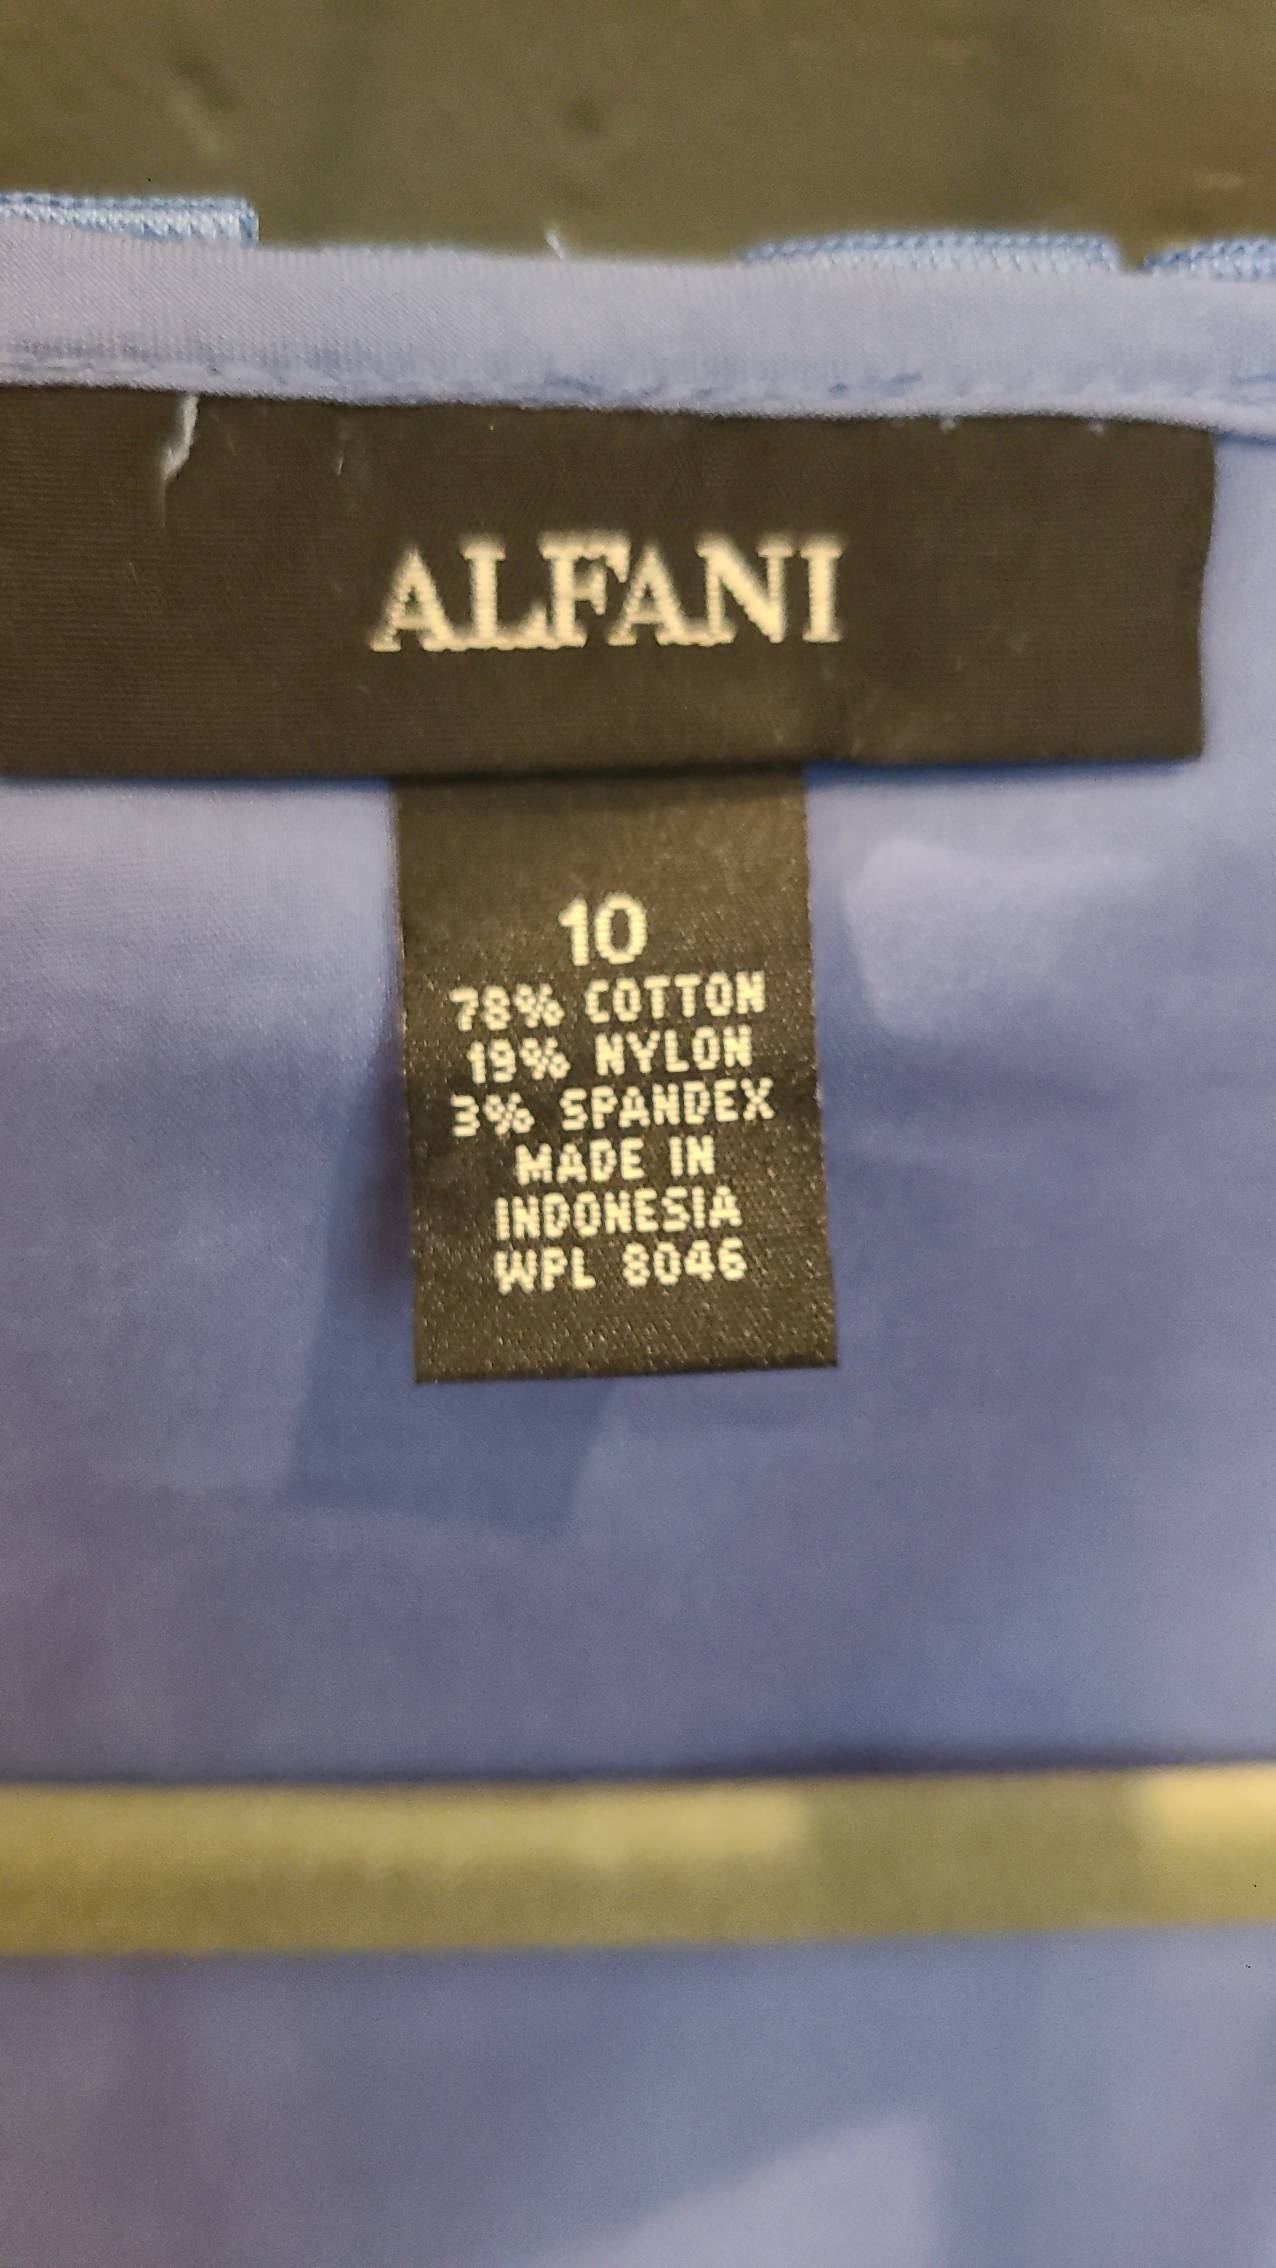 ALFANI
10
78% COTTON
19% NYLON
3% SPANDEX
MADE IN
INDONESIA
WPL 8046